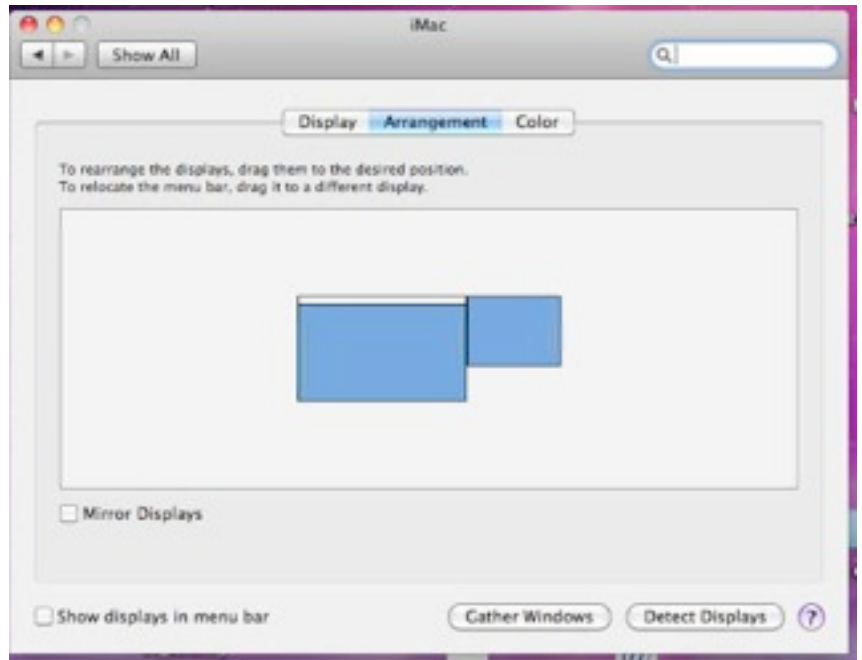 iMac
Show All
Display Arrangement Color
To rearrange the displays, drag them to the desired position.
To relocate the menu bar, drag it to a different display.
Mirror Displays
Show displays in menu bar
Gather Windows Detect Displays ?